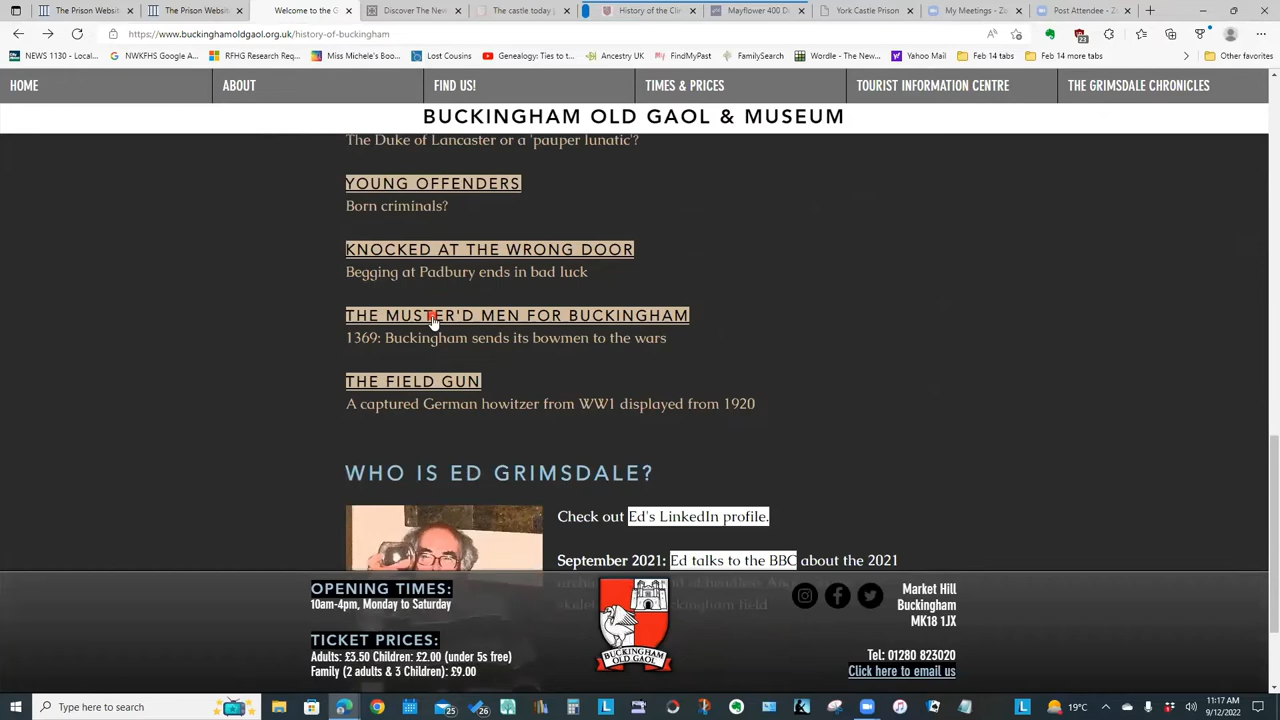 The Prison Websit
The Prison Websit
Welcome to the G
Discover The Nev
The castle today |
History of the Clin
Mayflower 400 D
York Castle Prison
My Meetings - Zo
Post Attendee - Zo
https://www.buckinghamoldgaol.org.uk/history-of-buckingham
23
NEWS 1130 - Local...
NWKFHS Google A...
RFHG Research Req...
Miss Michele's Boo...
Lost Cousins
Genealogy: Ties to t...
Ancestry UK
FindMyPast
FamilySearch
Wordle - The New...
Yahoo Mail
Feb 14 tabs
Feb 14 more tabs
Other favorites
HOME
ABOUT
FIND US!
TIMES & PRICES
TOURIST INFORMATION CENTRE
THE GRIMSDALE CHRONICLES
BUCKINGHAM OLD GAOL & MUSEUM
The Duke of Lancaster or a 'pauper lunatic'?
YOUNG OFFENDERS
Born criminals?
KNOCKED AT THE WRONG DOOR
Begging at Padbury ends in bad luck
THE MUSTER'D MEN FOR BUCKINGHAM
1369: Buckingham sends its bowmen to the wars
THE FIELD GUN
A captured German howitzer from WW1 displayed from 1920
WHO IS ED GRIMSDALE?
Check out Ed's LinkedIn profile.
September 2021: Ed talks to the BBC about the 2021
OPENING TIMES:
10am-4pm, Monday to Saturday
TICKET PRICES:
Adults: £3.50 Children: £2.00 (under 5s free)
Family (2 adults & 3 Children): £9.00
BUCKINGHAM
OLD GAOL
Market Hill
Buckingham
MK18 1JX
Tel: 01280 823020
Click here to email us
Type here to search
25
26
19°C
11:17 AM
9/12/2022